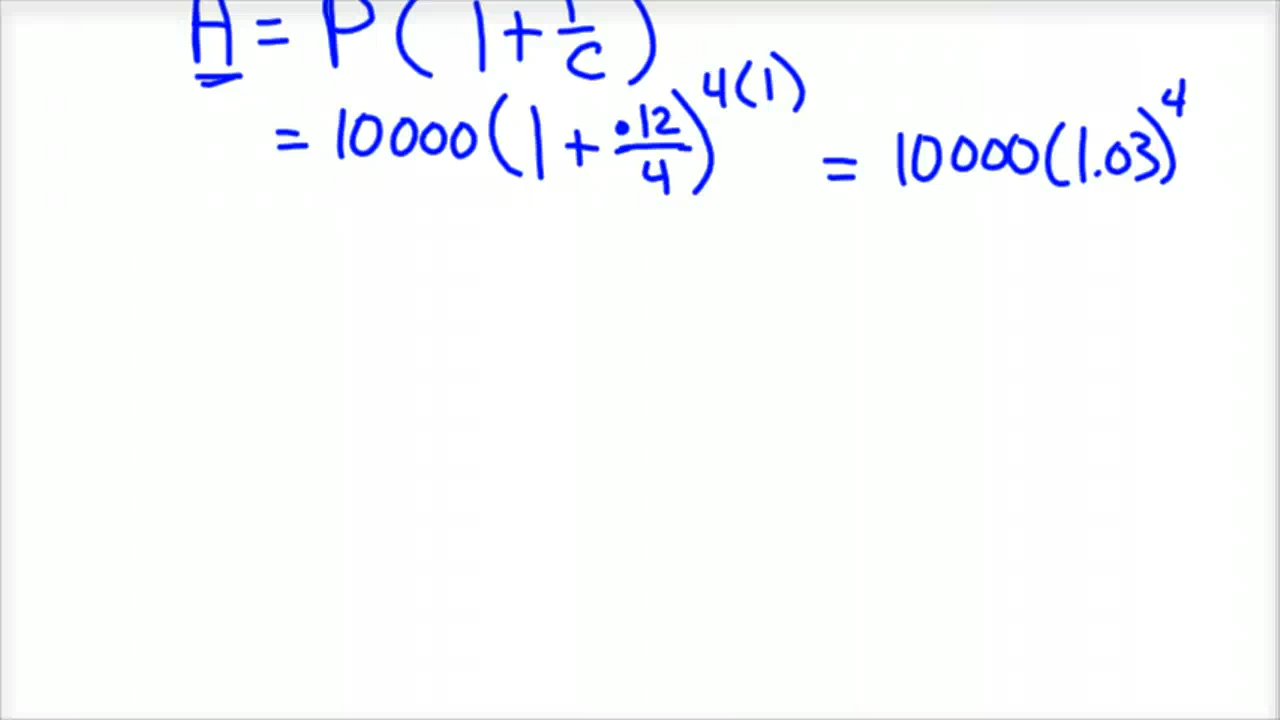 A = P(1 + r/c)
= 10000(1 + .12/4)^4(1) = 10000(1.03)^4